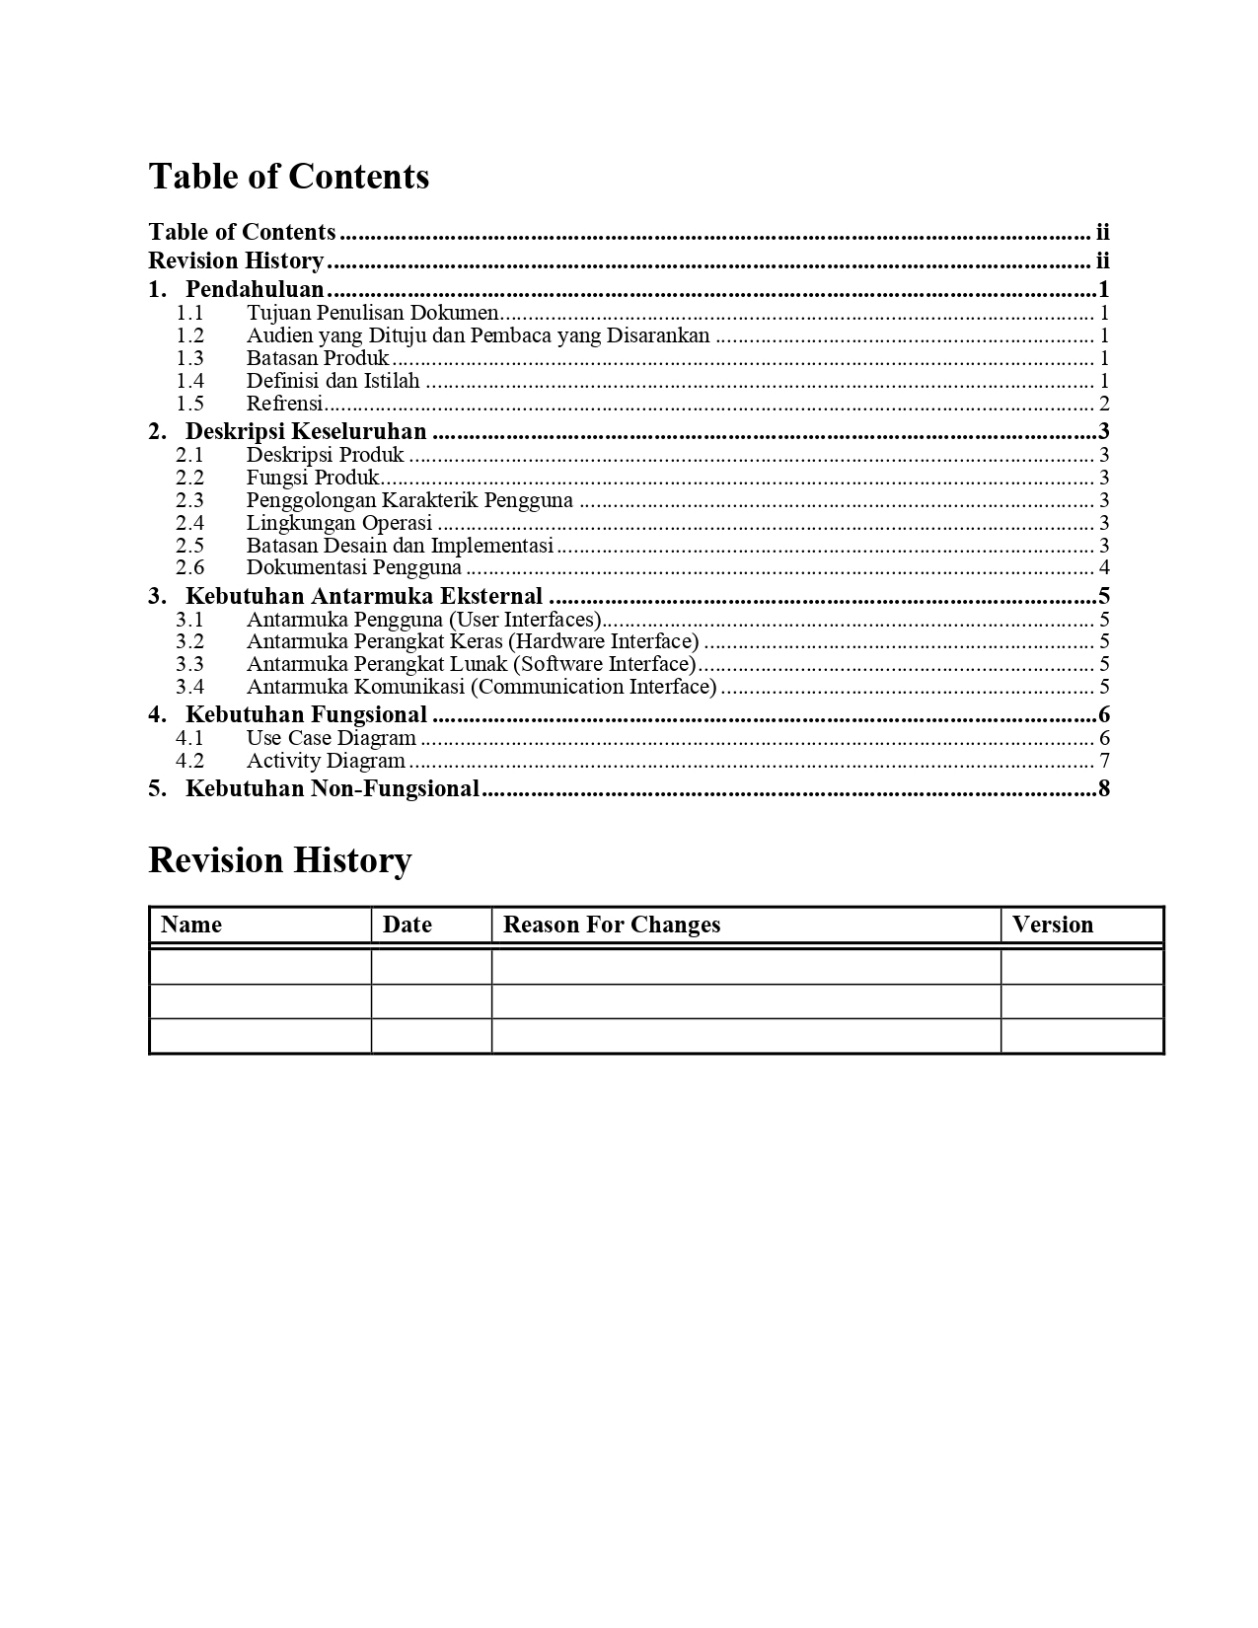 Table of Contents
Table of Contents ii
Revision History ii
1. Pendahuluan 1
1.1 Tujuan Penulisan Dokumen 1
1.2 Audien yang Dituju dan Pembaca yang Disarankan 1
1.3 Batasan Produk 1
1.4 Definisi dan Istilah 1
1.5 Refrensi 2
2. Deskripsi Keseluruhan 3
2.1 Deskripsi Produk 3
2.2 Fungsi Produk 3
2.3 Penggolongan Karakterik Pengguna 3
2.4 Lingkungan Operasi 3
2.5 Batasan Desain dan Implementasi 3
2.6 Dokumentasi Pengguna 4
3. Kebutuhan Antarmuka Eksternal 5
3.1 Antarmuka Pengguna (User Interfaces) 5
3.2 Antarmuka Perangkat Keras (Hardware Interface) 5
3.3 Antarmuka Perangkat Lunak (Software Interface) 5
3.4 Antarmuka Komunikasi (Communication Interface) 5
4. Kebutuhan Fungsional 6
4.1 Use Case Diagram 6
4.2 Activity Diagram 7
5. Kebutuhan Non-Fungsional 8
Revision History
Name Date Reason For Changes Version